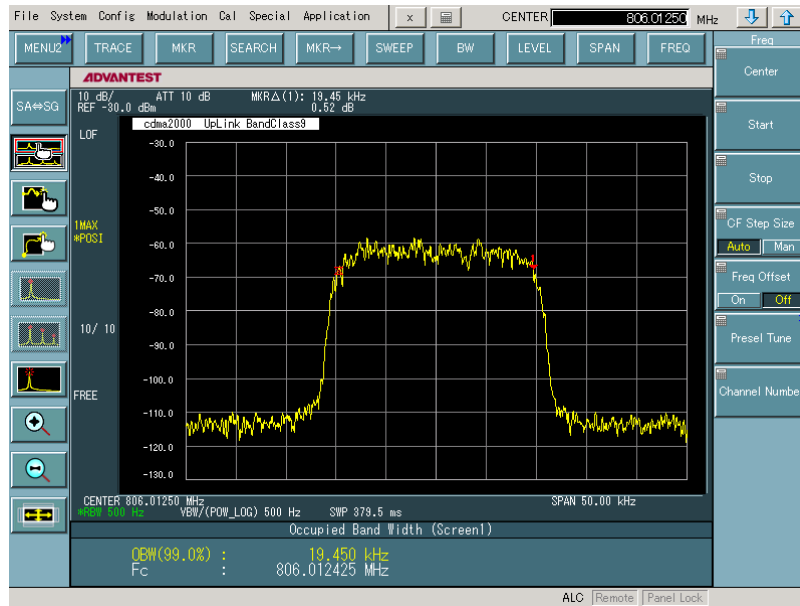 File System Config Modulation Cal Special Application x CENTER 806.01250 MHz
MENU2 TRACE MKR SEARCH MKR→ SWEEP BW LEVEL SPAN FREQ Freq
Center
ADVANTEST
10 dB/ ATT 10 dB MKRΔ(1): 19.45 kHz
SA⇔SG REF -30.0 dBm 0.52 dB
cdma2000 UpLink BandClass9 Start
LOF
-30.0
-40.0 Stop
-50.0
1MAX CF Step Size
*POSI -60.0 Auto Man
-70.0 Freq Offset
On Off
-80.0
10/ 10 Presel Tune
-90.0
-100.0
FREE Channel Numbe
-110.0
-120.0
-130.0
CENTER 806.01250 MHz SPAN 50.00 kHz
*RBW 500 Hz VBW/(POW_LOG) 500 Hz SWP 379.5 ms
Occupied Band Width (Screen1)
OBW(99.0%) : 19.450 kHz
Fc : 806.012425 MHz
ALC Remote Panel Lock